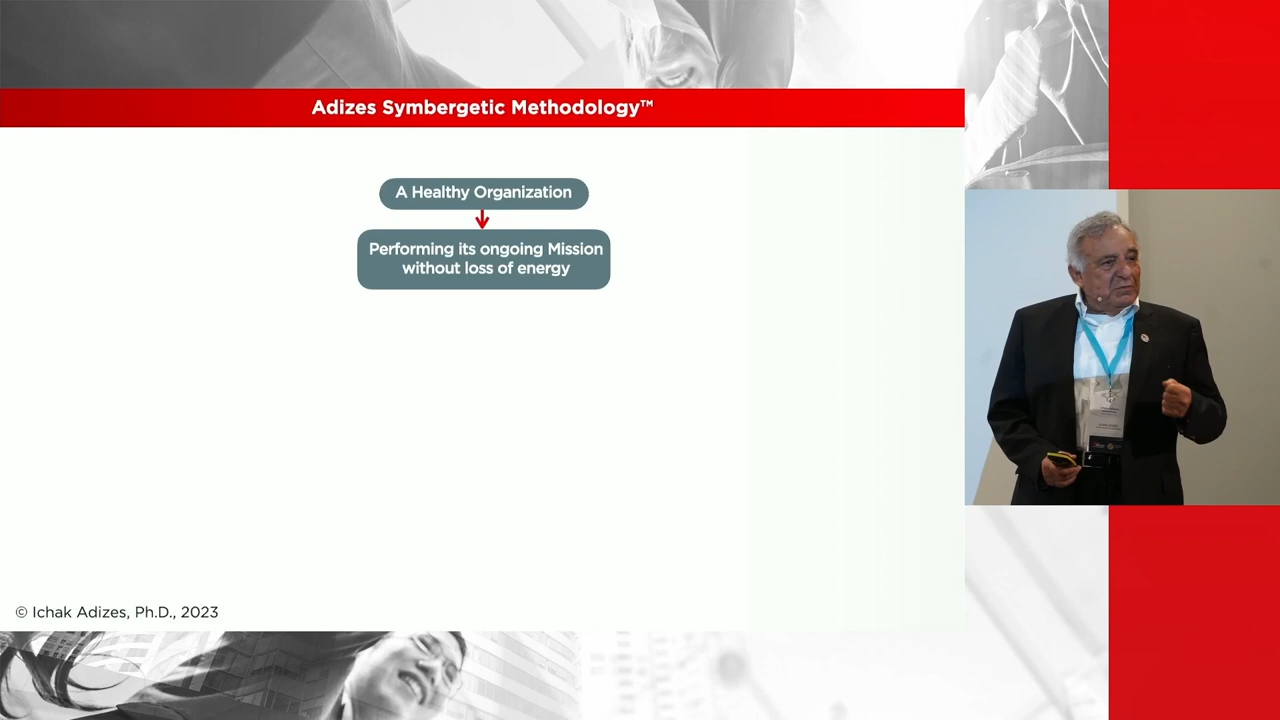 Adizes Symbergetic Methodology™
A Healthy Organization
Performing its ongoing Mission
without loss of energy
© Ichak Adizes, Ph.D., 2023